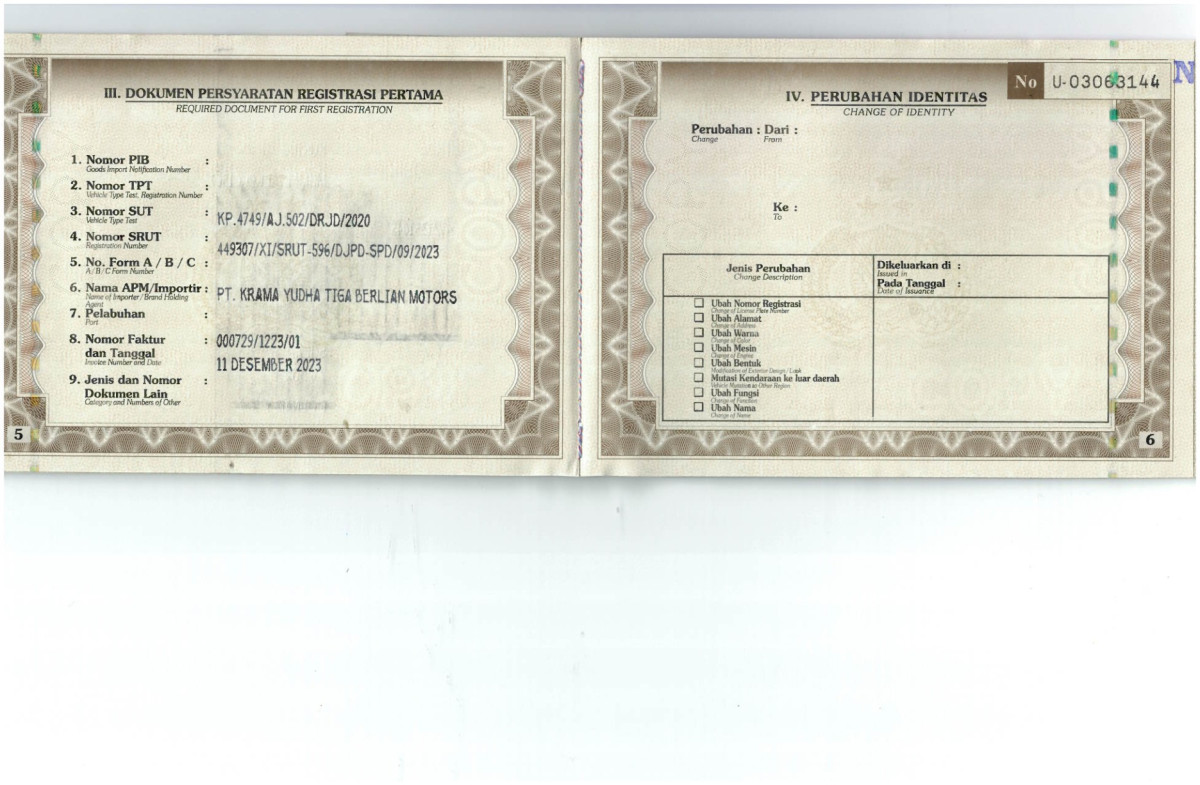 III. DOKUMEN PERSYARATAN REGISTRASI PERTAMA
REQUIRED DOCUMENT FOR FIRST REGISTRATION
1. Nomor PIB :
Goods Import Notification Number
2. Nomor TPT :
Vehicle Type Test, Registration Number
3. Nomor SUT : KP.4749/AJ.502/DRJD/2020
Vehicle Type Test
4. Nomor SRUT : 449307/XI/SRUT-596/DJPD-SPD/09/2023
Registration Number
5. No. Form A / B / C :
A / B / C Form Number
6. Nama APM/Importir : PT. KRAMA YUDHA TIGA BERLIAN MOTORS
Name of Importer / Brand Holding
Agent
7. Pelabuhan :
Port
8. Nomor Faktur : 000729/1223/01
dan Tanggal 11 DESEMBER 2023
Invoice Number and Date
9. Jenis dan Nomor :
Dokumen Lain
Category and Numbers of Other
5
No U-03063144
N
IV. PERUBAHAN IDENTITAS
CHANGE OF IDENTITY
Perubahan : Dari :
Change From
Ke :
To
Jenis Perubahan
Change Description
Dikeluarkan di :
Issued in
Pada Tanggal :
Date of Issuance
Ubah Nomor Registrasi
Change of License Plate Number
Ubah Alamat
Change of Address
Ubah Warna
Change of Color
Ubah Mesin
Change of Engine
Ubah Bentuk
Modification of Exterior Design / Look
Mutasi Kendaraan ke luar daerah
Vehicle Mutation to Other Region
Ubah Fungsi
Change of Function
Ubah Nama
Change of Name
6